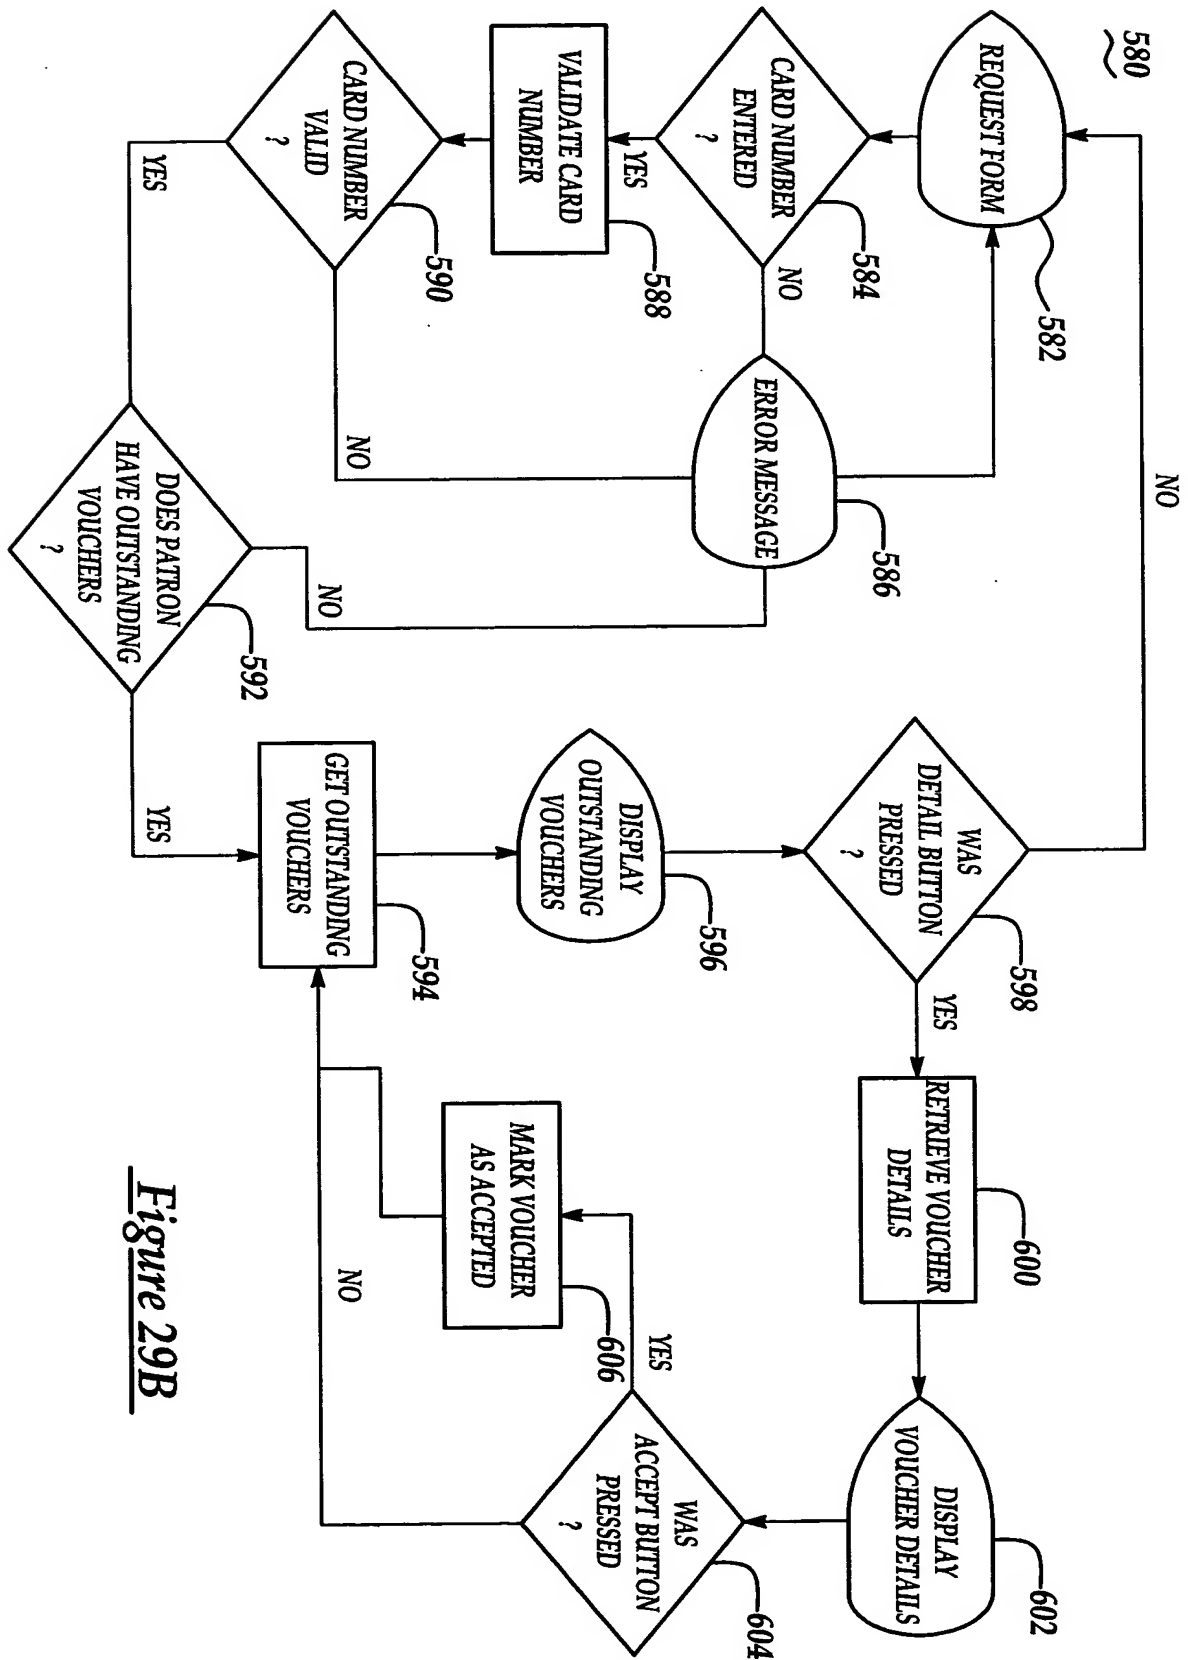 580
REQUEST FORM
582
CARD NUMBER
ENTERED
?
584
NO
YES
ERROR MESSAGE
586
VALIDATE CARD
NUMBER
588
CARD NUMBER
VALID
?
590
NO
YES
DOES PATRON
HAVE OUTSTANDING
VOUCHERS
?
592
NO
YES
GET OUTSTANDING
VOUCHERS
594
DISPLAY
OUTSTANDING
VOUCHERS
596
WAS
DETAIL BUTTON
PRESSED
?
598
NO
YES
RETRIEVE VOUCHER
DETAILS
600
DISPLAY
VOUCHER DETAILS
602
WAS
ACCEPT BUTTON
PRESSED
?
604
YES
NO
MARK VOUCHER
AS ACCEPTED
606
Figure 29B